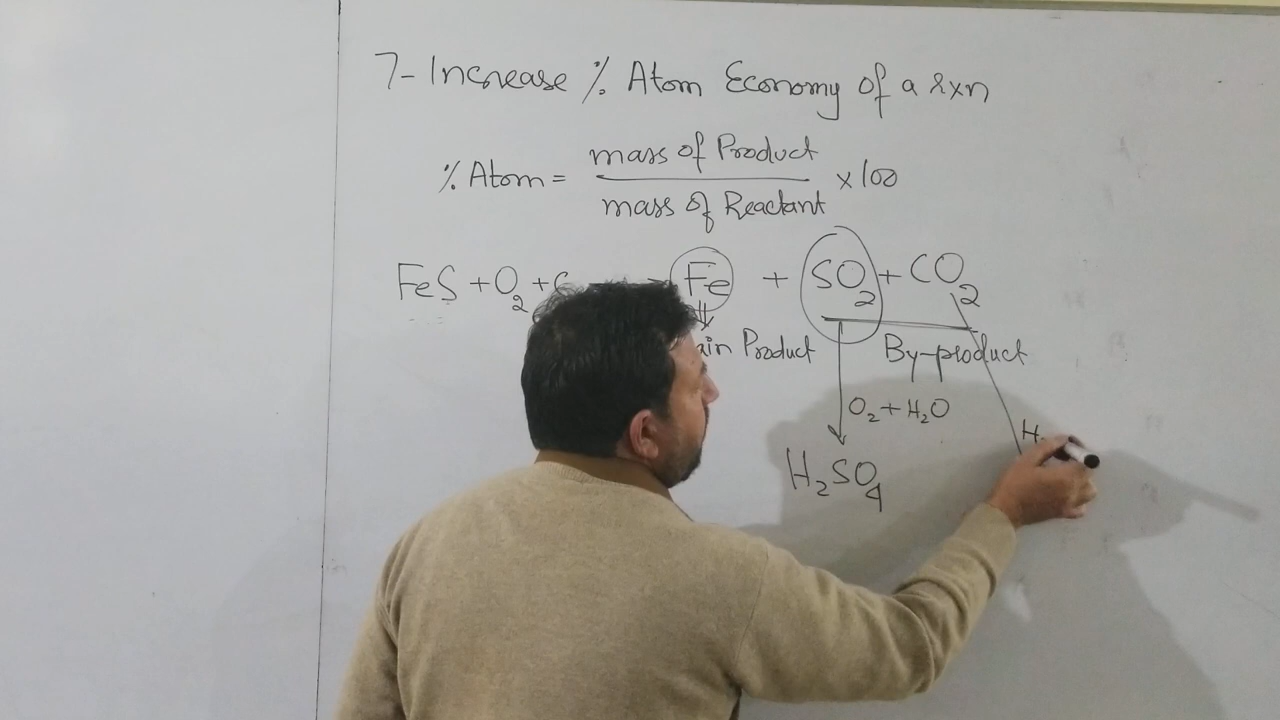 7- Increase % Atom Economy of a rxn
% Atom = mass of Product / mass of Reactant × 100
FeS + O₂ + Fe + SO₂ + CO₂
Product By-product
O₂ + H₂O
H₂SO₄